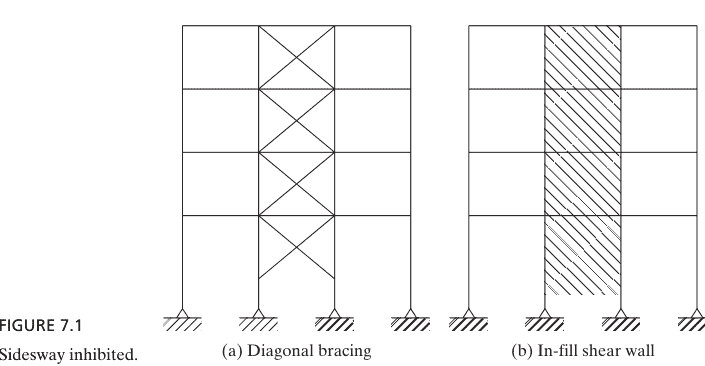 FIGURE 7.1
Sidesway inhibited.
(a) Diagonal bracing
(b) In-fill shear wall